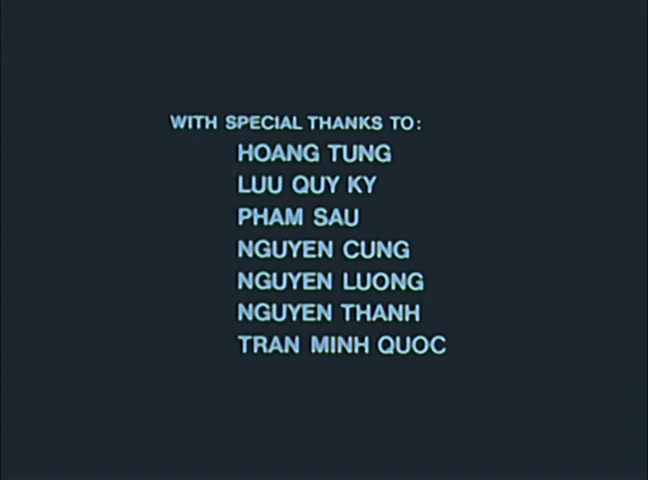 WITH SPECIAL THANKS TO:
HOANG TUNG
LUU QUY KY
PHAM SAU
NGUYEN CUNG
NGUYEN LUONG
NGUYEN THANH
TRAN MINH QUOC